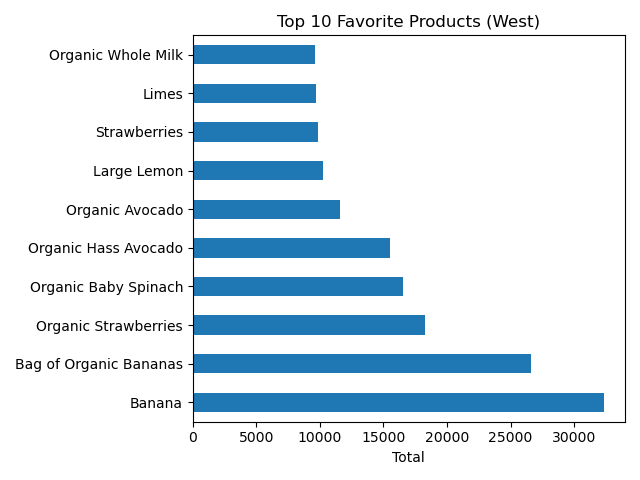 Top 10 Favorite Products (West)
Organic Whole Milk
Limes
Strawberries
Large Lemon
Organic Avocado
Organic Hass Avocado
Organic Baby Spinach
Organic Strawberries
Bag of Organic Bananas
Banana
0 5000 10000 15000 20000 25000 30000
Total